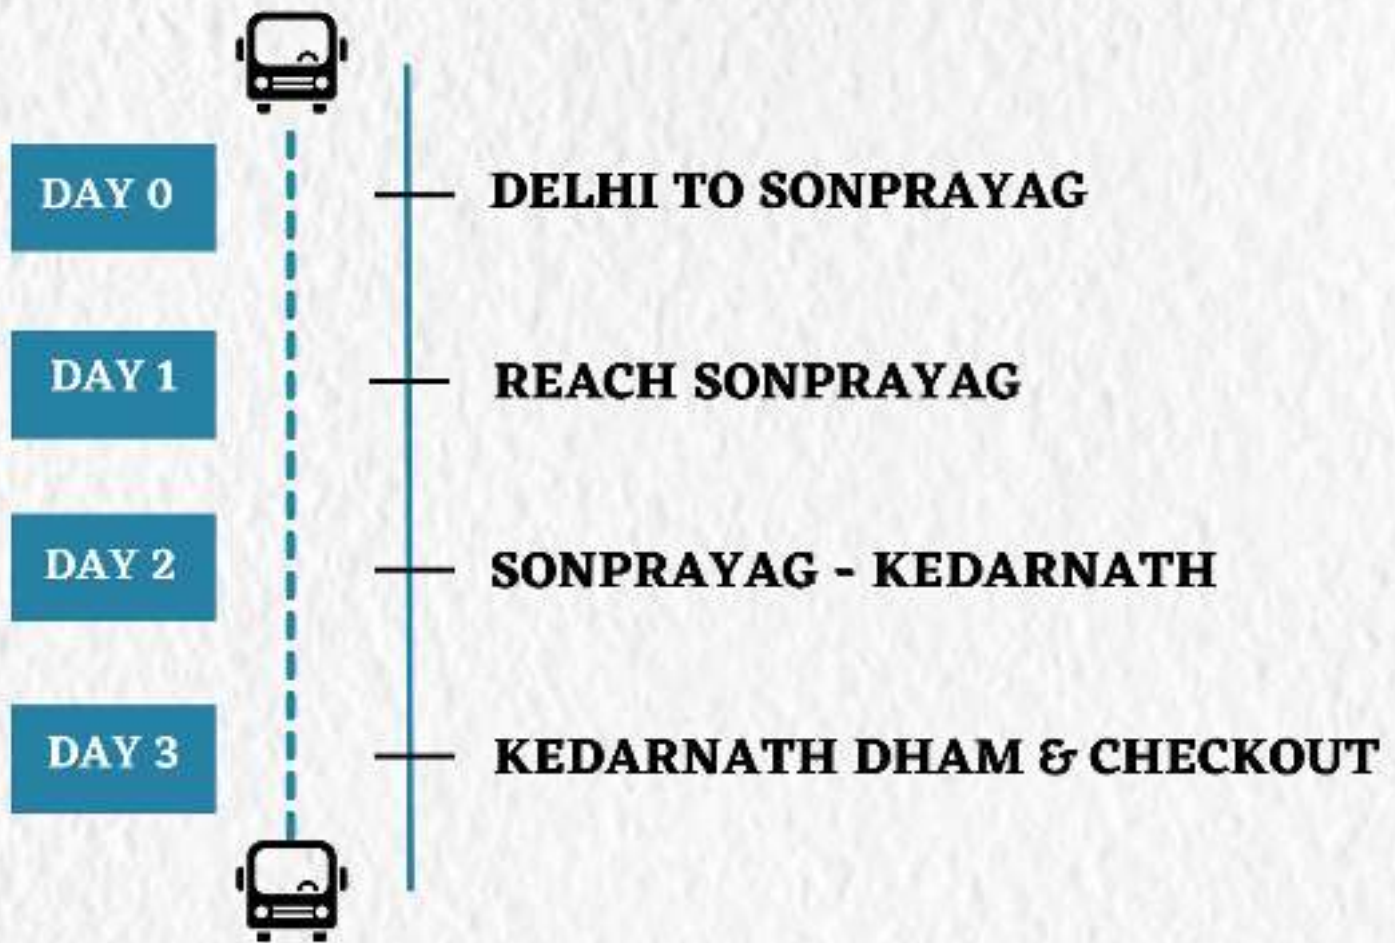 DAY 0
DELHI TO SONPRAYAG
DAY 1
REACH SONPRAYAG
DAY 2
SONPRAYAG - KEDARNATH
DAY 3
KEDARNATH DHAM & CHECKOUT